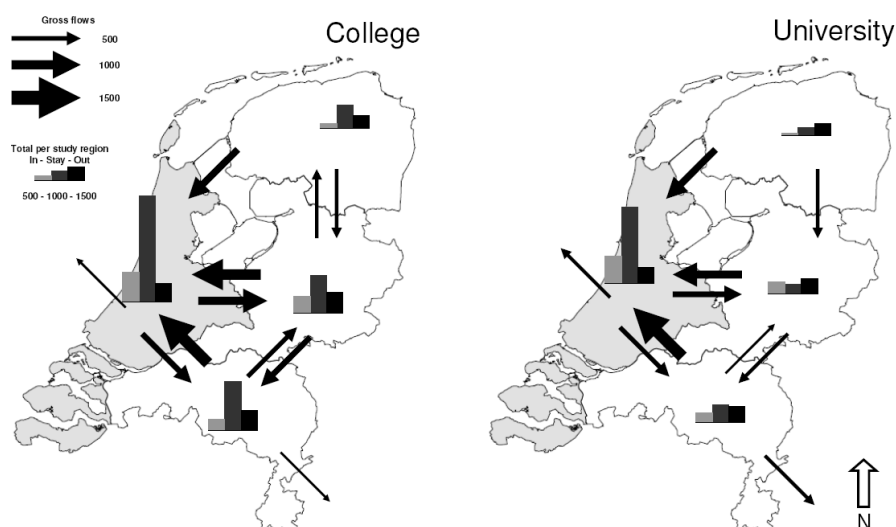 College
University
Gross flows
500
1000
1500
Total per study region
In - Stay - Out
500 - 1000 - 1500
N